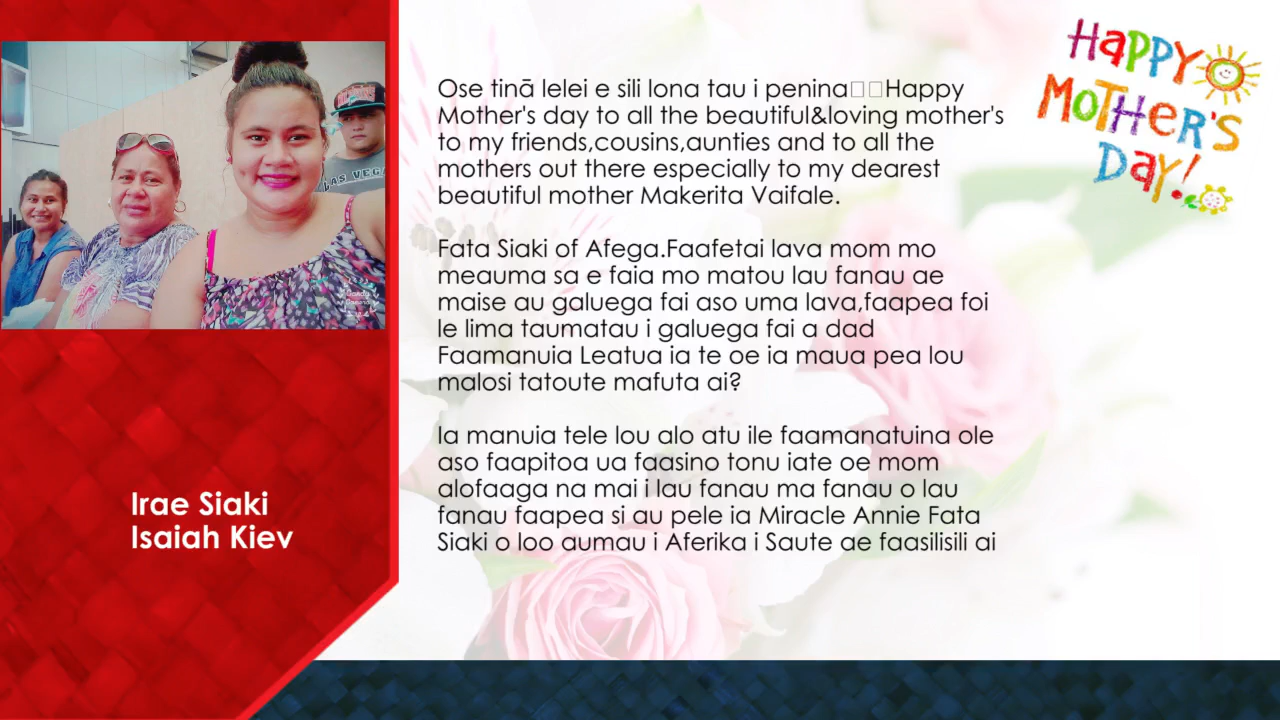 Happy
Mother's
Day!
Ose tinā lelei e sili lona tau i penina□□Happy
Mother's day to all the beautiful&loving mother's
to my friends,cousins,aunties and to all the
mothers out there especially to my dearest
beautiful mother Makerita Vaifale.
Fata Siaki of Afega.Faafetai lava mom mo
meauma sa e faia mo matou lau fanau ae
maise au galuega fai aso uma lava,faapea foi
le lima taumatau i galuega fai a dad
Faamanuia Leatua ia te oe ia maua pea lou
malosi tatoute mafuta ai?
Ia manuia tele lou alo atu ile faamanatuina ole
aso faapitoa ua faasino tonu iate oe mom
alofaaga na mai i lau fanau ma fanau o lau
fanau faapea si au pele ia Miracle Annie Fata
Siaki o loo aumau i Aferika i Saute ae faasilisili ai
Irae Siaki
Isaiah Kiev
LAS VEGAS